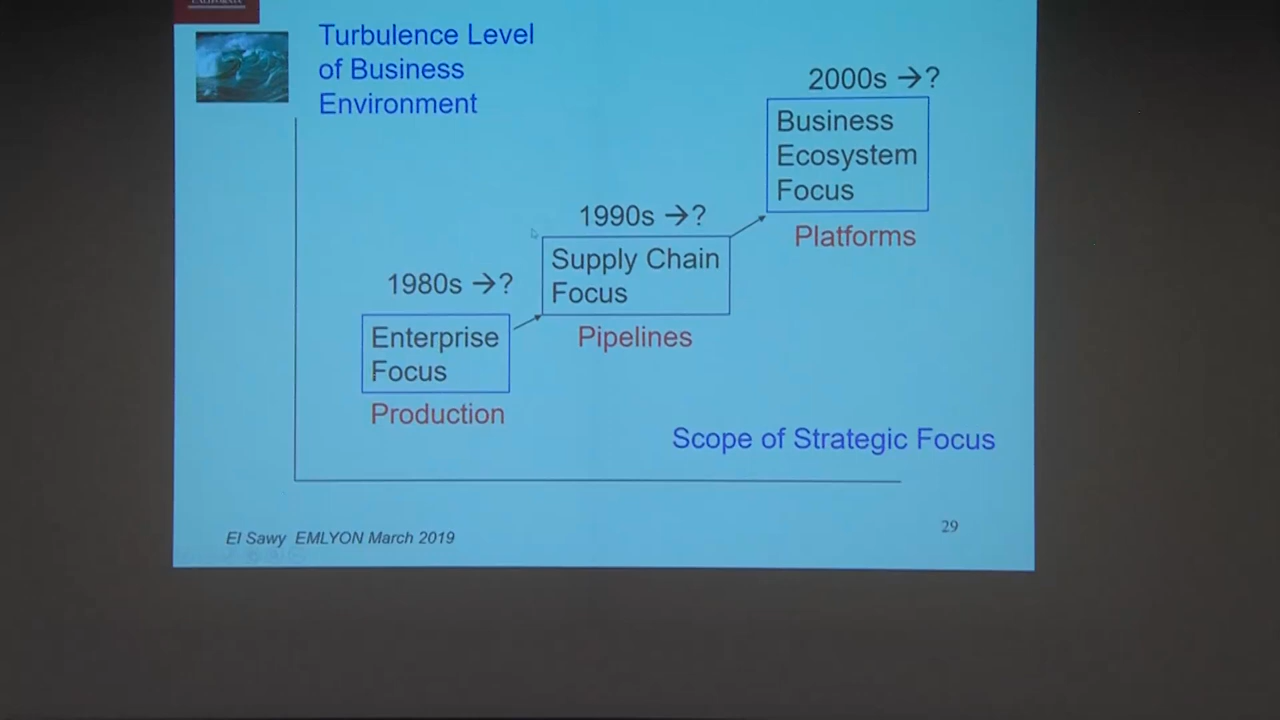 CALIFORNIA
Turbulence Level
of Business
Environment
2000s →?
Business
Ecosystem
Focus
Platforms
1990s →?
Supply Chain
Focus
Pipelines
1980s →?
Enterprise
Focus
Production
Scope of Strategic Focus
El Sawy EMLYON March 2019
29